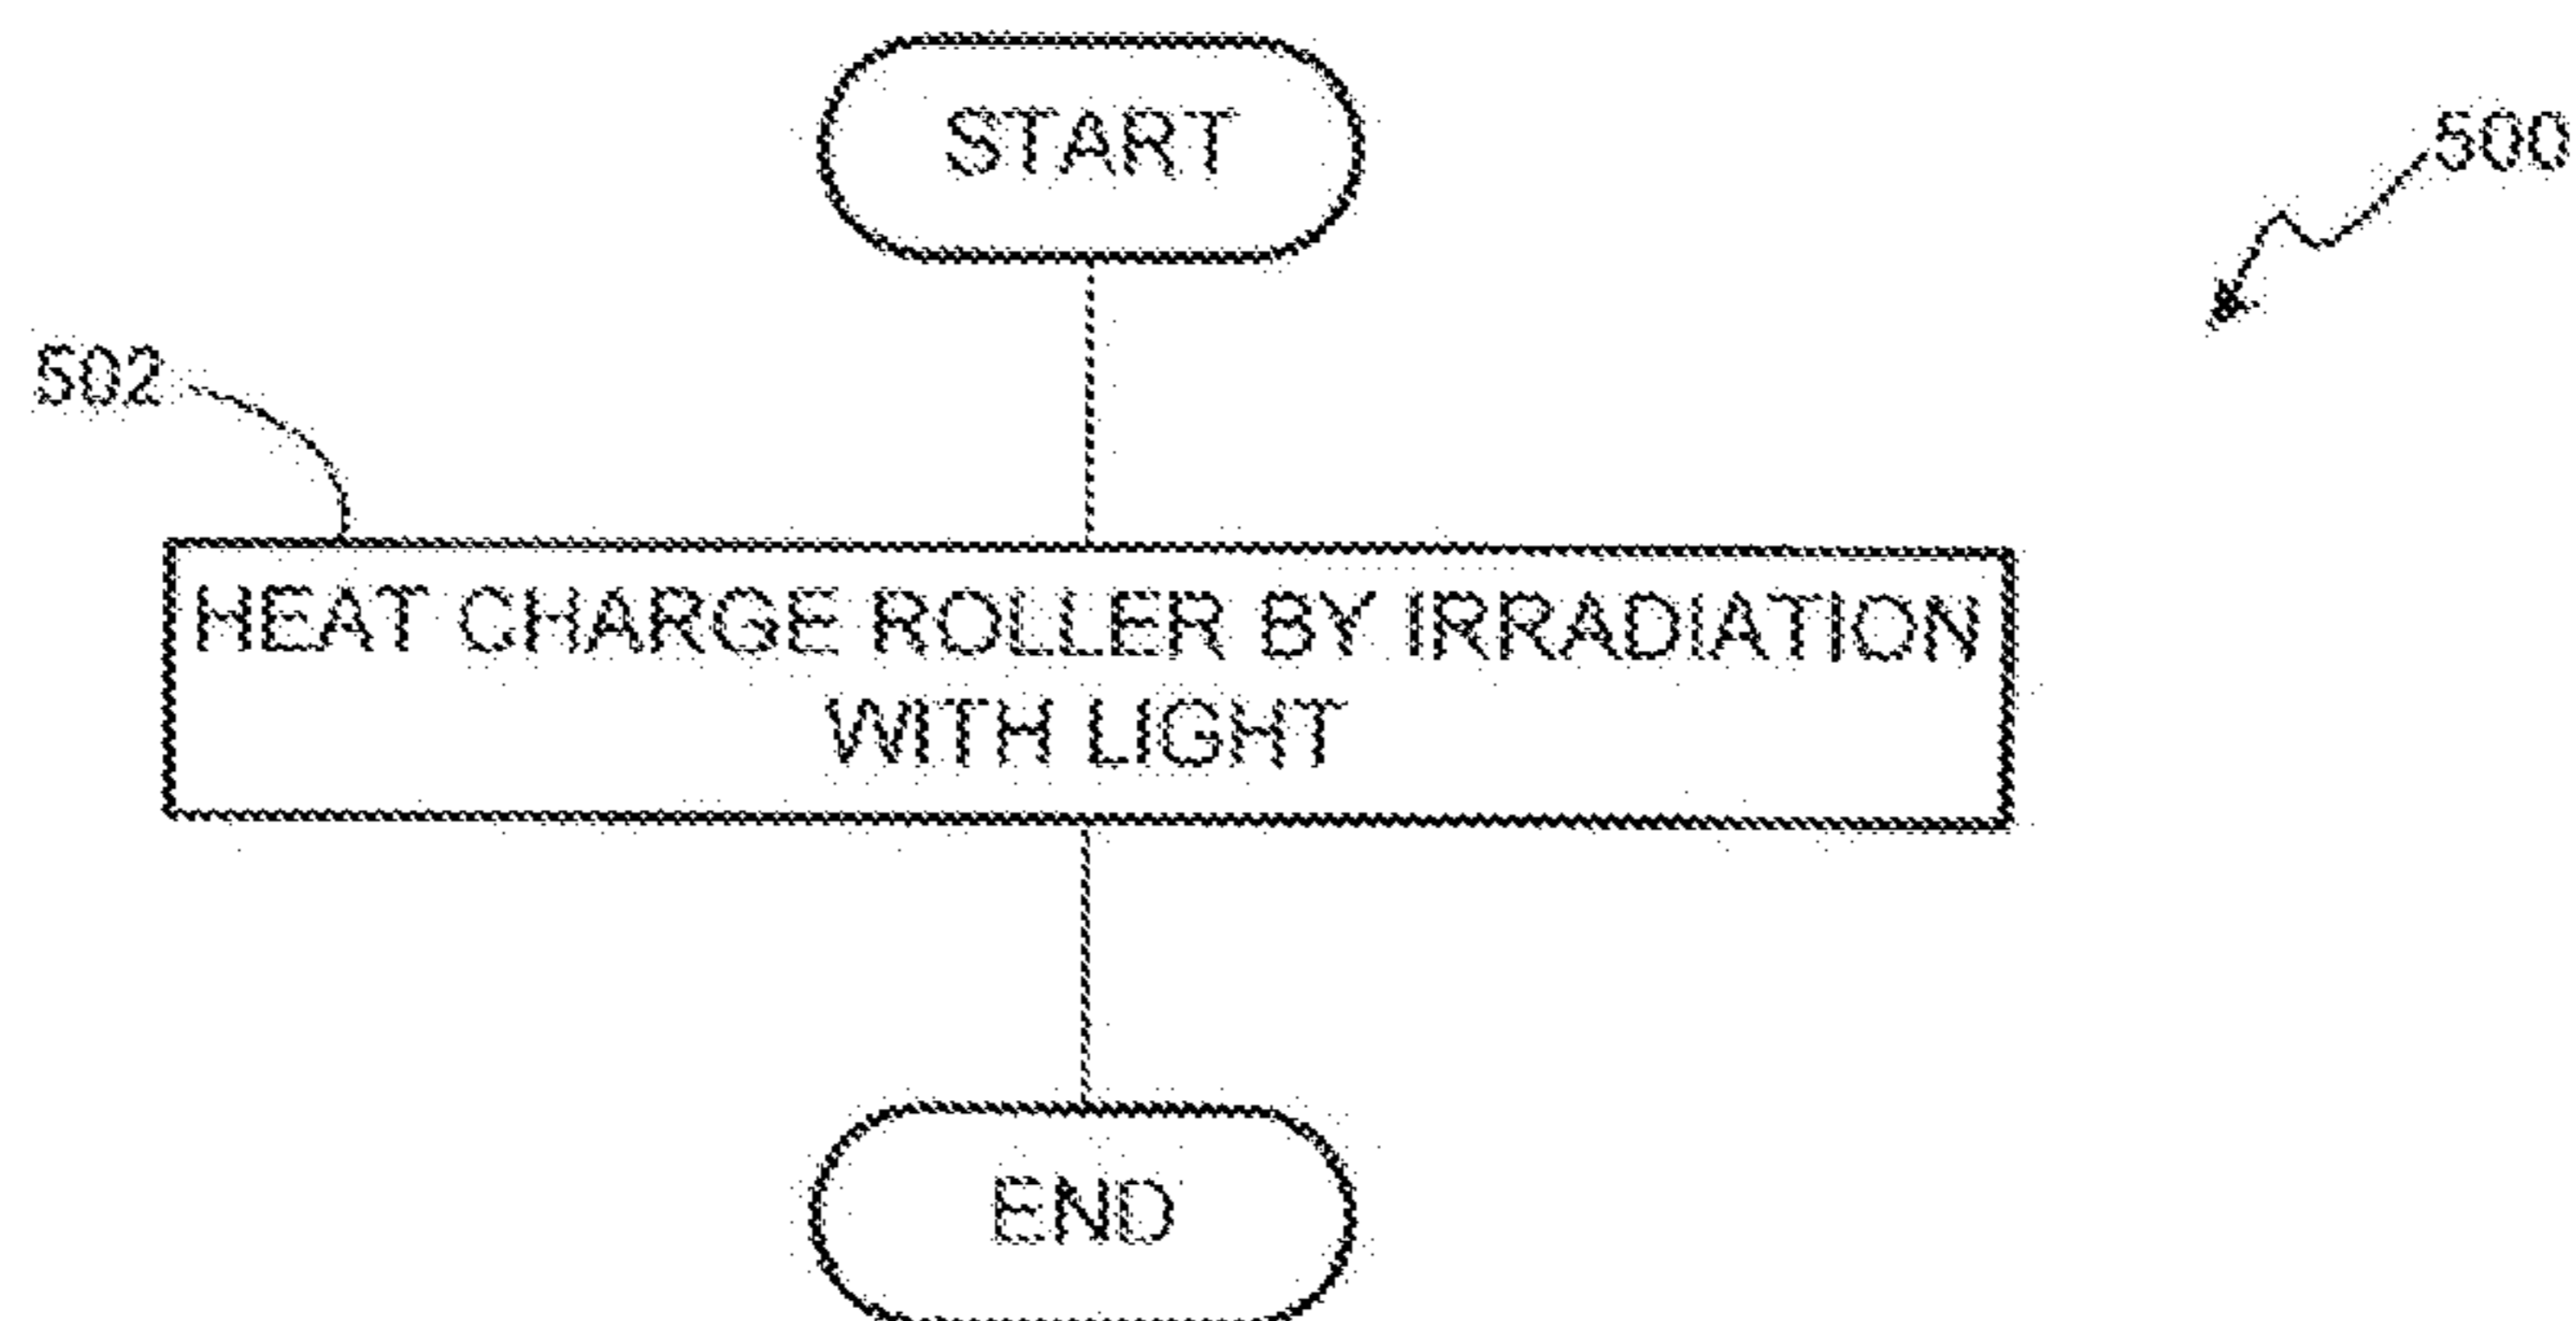 START
500
502
HEAT CHARGE ROLLER BY IRRADIATION
WITH LIGHT
END